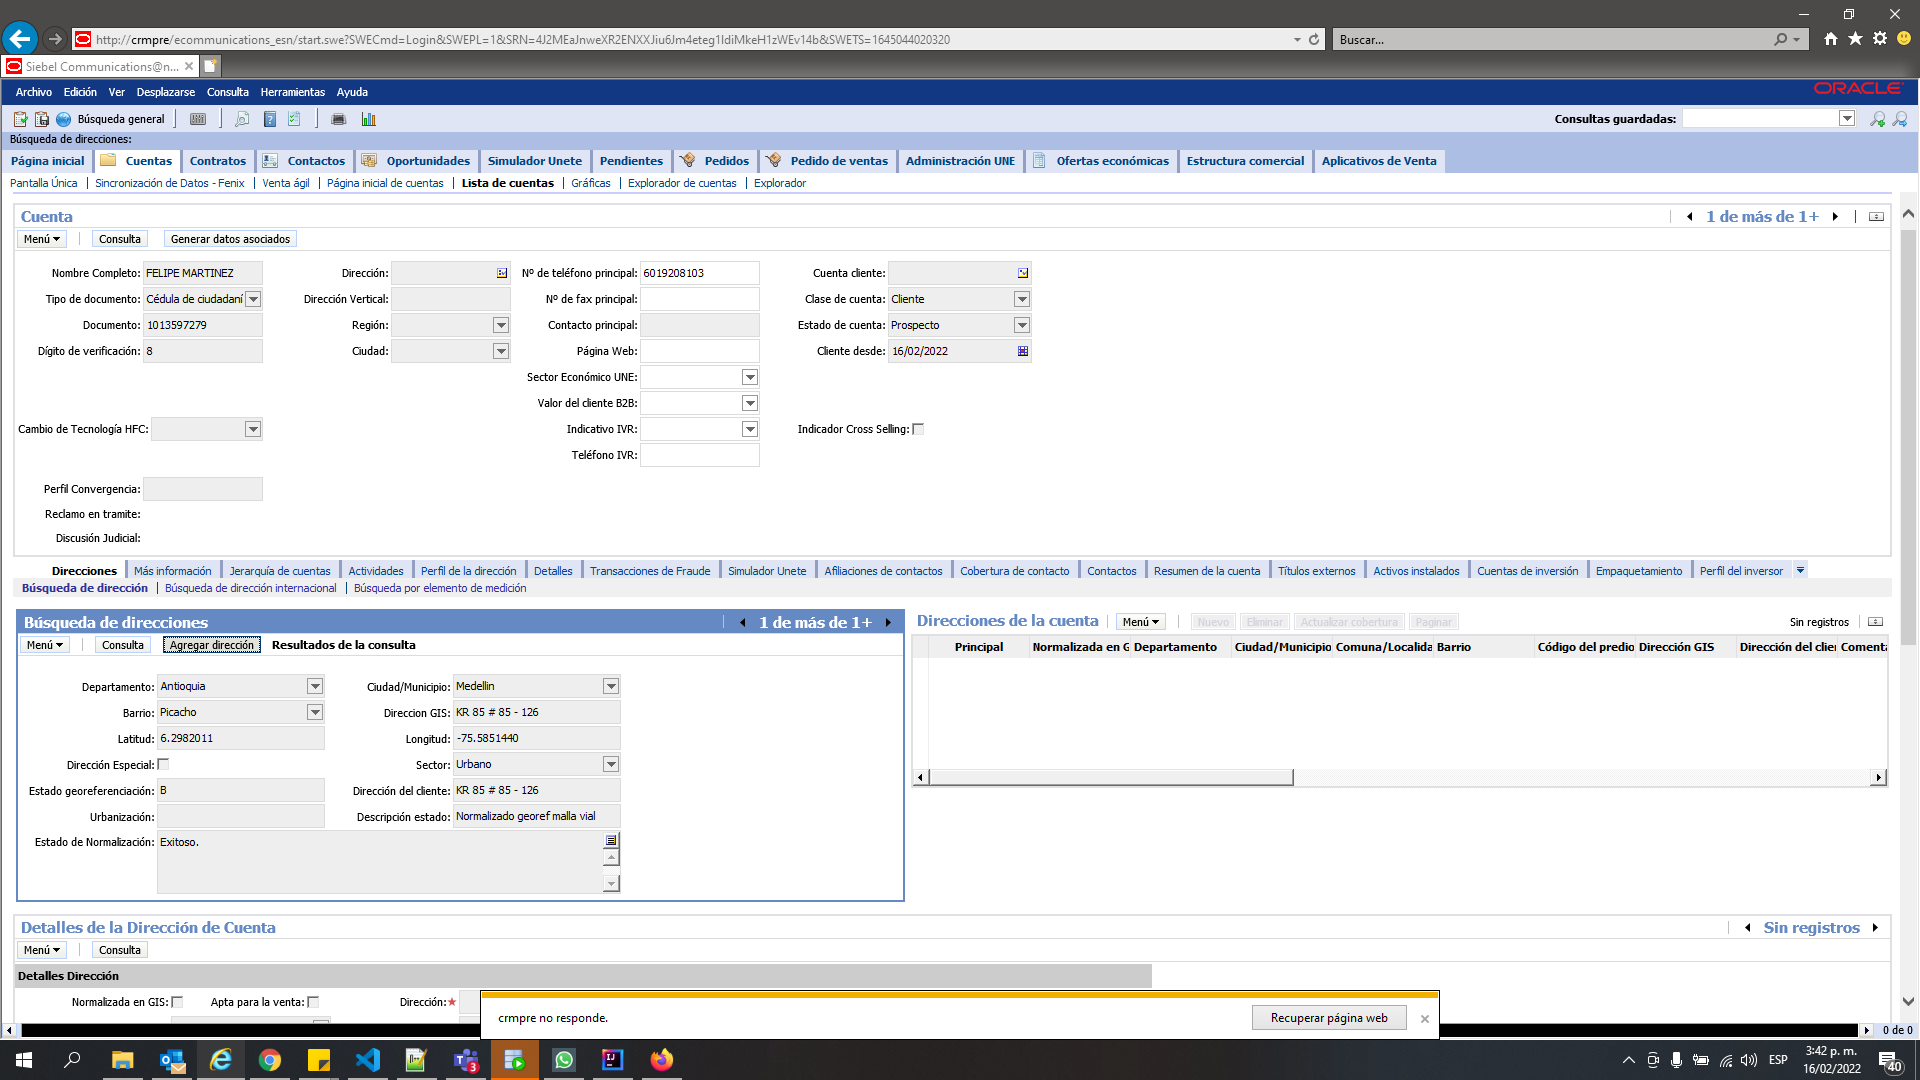 http://crmpre/ecommunications_esn/start.swe?SWECmd=Login&SWEPL=1&SRN=4J2MEaJnweXR2ENXXJiu6Jm4eteg1IdiMkeH1zWEv14b&SWETS=1645044020320
Buscar...
Siebel Communications@n...
Archivo Edición Ver Desplazarse Consulta Herramientas Ayuda
ORACLE
Búsqueda general
Consultas guardadas:
Búsqueda de direcciones:
Página inicial Cuentas Contratos Contactos Oportunidades Simulador Unete Pendientes Pedidos Pedido de ventas Administración UNE Ofertas económicas Estructura comercial Aplicativos de Venta
Pantalla Única Sincronización de Datos - Fenix Venta ágil Página inicial de cuentas Lista de cuentas Gráficas Explorador de cuentas Explorador
Cuenta
1 de más de 1+
Menú Consulta Generar datos asociados
Nombre Completo: FELIPE MARTINEZ Dirección: Nº de teléfono principal: 6019208103 Cuenta cliente:
Tipo de documento: Cédula de ciudadaní Dirección Vertical: Nº de fax principal: Clase de cuenta: Cliente
Documento: 1013597279 Región: Contacto principal: Estado de cuenta: Prospecto
Dígito de verificación: 8 Ciudad: Página Web: Cliente desde: 16/02/2022
Sector Económico UNE:
Valor del cliente B2B:
Cambio de Tecnología HFC: Indicativo IVR: Indicador Cross Selling:
Teléfono IVR:
Perfil Convergencia:
Reclamo en tramite:
Discusión Judicial:
Direcciones Más información Jerarquía de cuentas Actividades Perfil de la dirección Detalles Transacciones de Fraude Simulador Unete Afiliaciones de contactos Cobertura de contacto Contactos Resumen de la cuenta Títulos externos Activos instalados Cuentas de inversión Empaquetamiento Perfil del inversor
Búsqueda de dirección Búsqueda de dirección internacional Búsqueda por elemento de medición
Búsqueda de direcciones
1 de más de 1+
Menú Consulta Agregar dirección Resultados de la consulta
Departamento: Antioquia Ciudad/Municipio: Medellin
Barrio: Picacho Direccion GIS: KR 85 # 85 - 126
Latitud: 6.2982011 Longitud: -75.5851440
Dirección Especial: Sector: Urbano
Estado georeferenciación: B Dirección del cliente: KR 85 # 85 - 126
Urbanización: Descripción estado: Normalizado georef malla vial
Estado de Normalización: Exitoso.
Direcciones de la cuenta Menú Nuevo Eliminar Actualizar cobertura Paginar Sin registros
Principal Normalizada en G Departamento Ciudad/Municipio Comuna/Localida Barrio Código del predio Dirección GIS Dirección del clie Coment
Detalles de la Dirección de Cuenta
Sin registros
Menú Consulta
Detalles Dirección
Normalizada en GIS: Apta para la venta: Dirección:*
crmpre no responde.
Recuperar página web
0 de 0
3
ESP
3:42 p. m.
16/02/2022
40